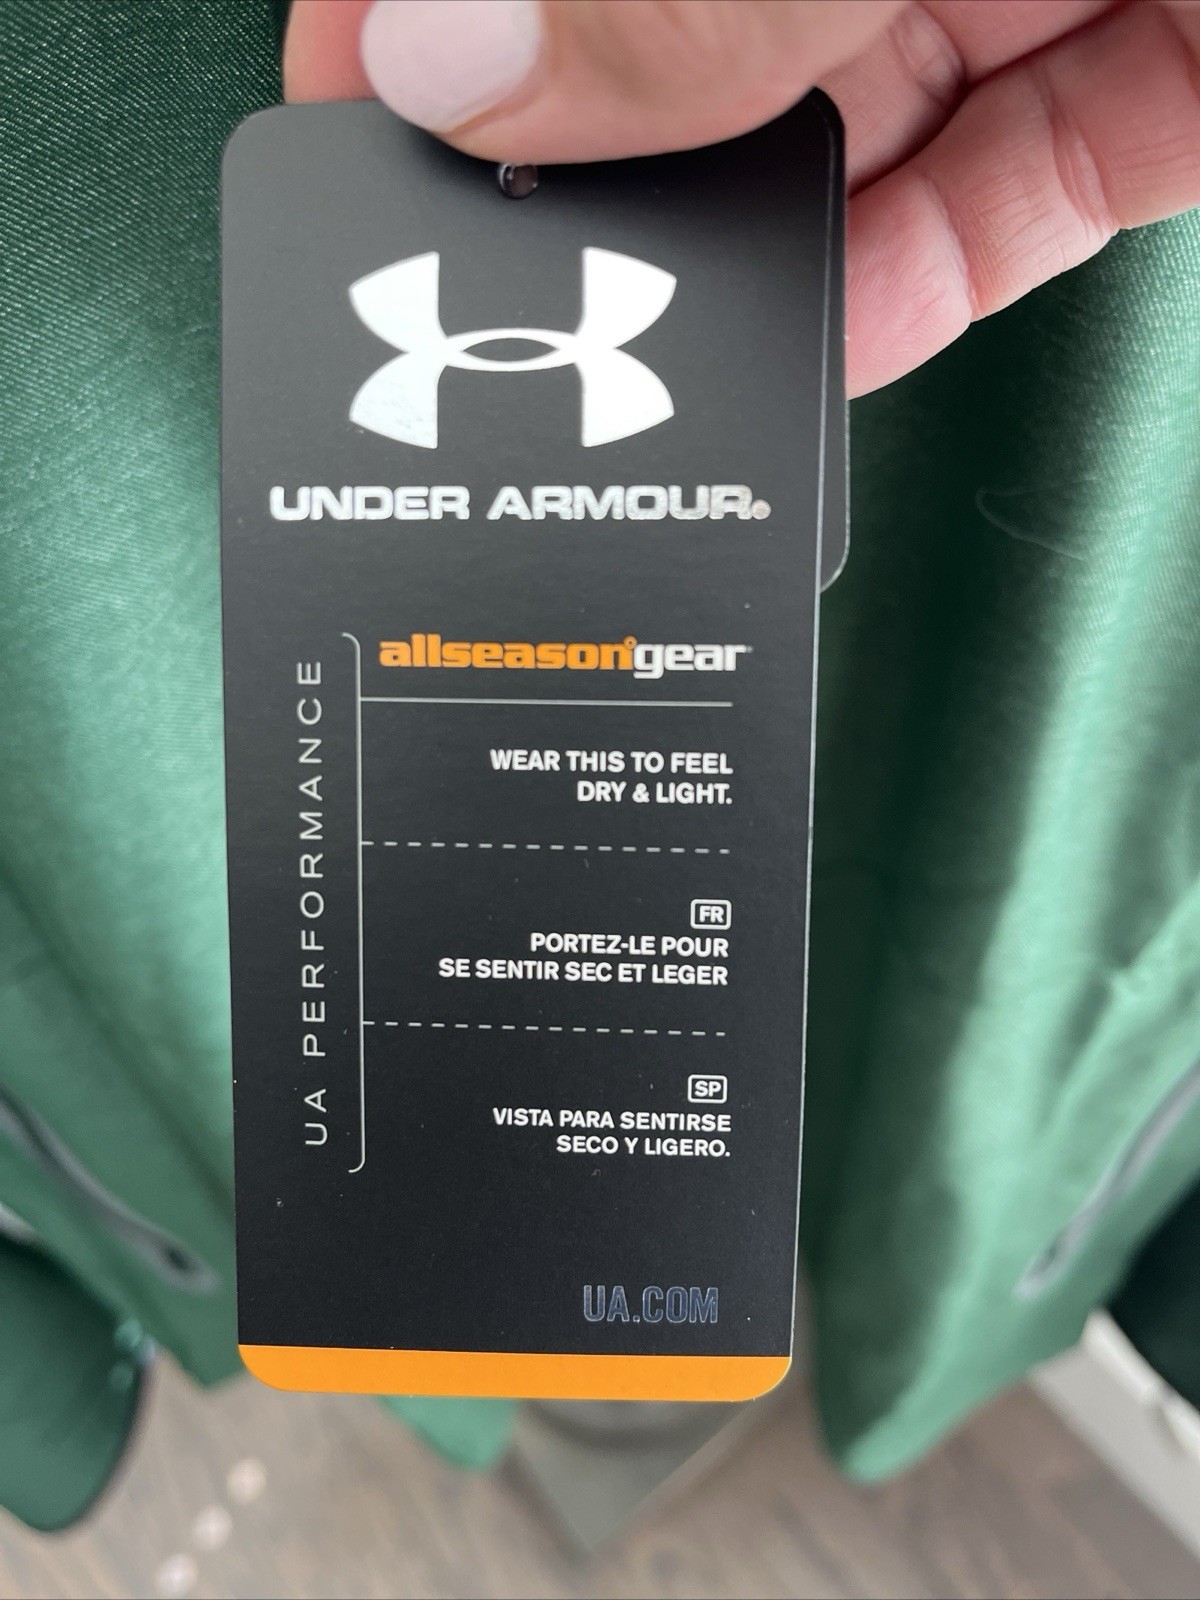 UNDER ARMOUR®
UA PERFORMANCE
allseasongear
WEAR THIS TO FEEL
DRY & LIGHT.
FR
PORTEZ-LE POUR
SE SENTIR SEC ET LEGER
SP
VISTA PARA SENTIRSE
SECO Y LIGERO.
UA.COM